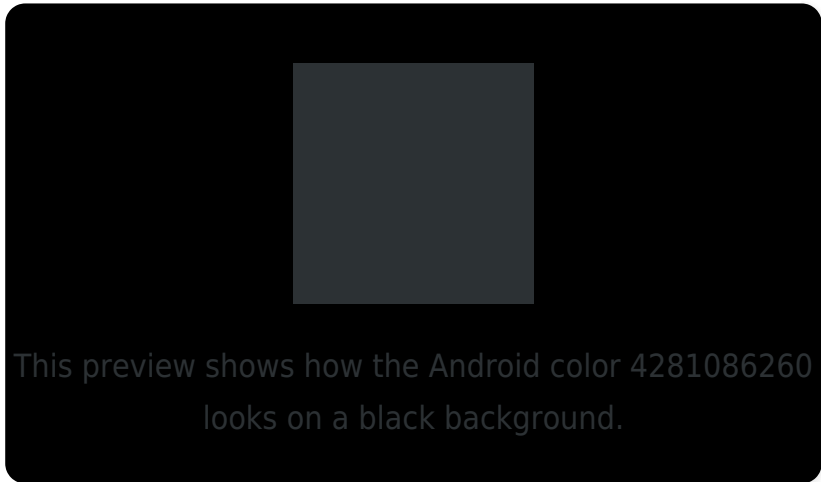 This preview shows how the Android color 4281086260
looks on a black background.